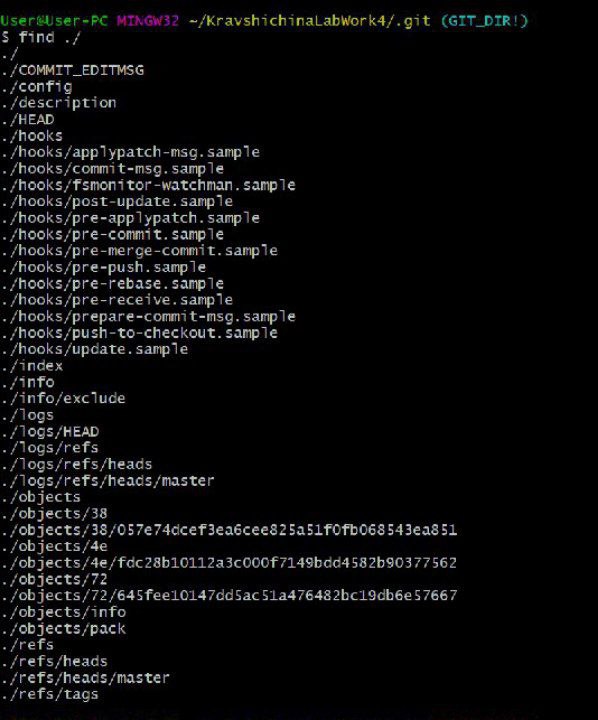 User@User-PC MINGW32 ~/KravshichinaLabWork4/.git (GIT_DIR!)
$ find ./
./
./COMMIT_EDITMSG
./config
./description
./HEAD
./hooks
./hooks/applypatch-msg.sample
./hooks/commit-msg.sample
./hooks/fsmonitor-watchman.sample
./hooks/post-update.sample
./hooks/pre-applypatch.sample
./hooks/pre-commit.sample
./hooks/pre-merge-commit.sample
./hooks/pre-push.sample
./hooks/pre-rebase.sample
./hooks/pre-receive.sample
./hooks/prepare-commit-msg.sample
./hooks/push-to-checkout.sample
./hooks/update.sample
./index
./info
./info/exclude
./logs
./logs/HEAD
./logs/refs
./logs/refs/heads
./logs/refs/heads/master
./objects
./objects/38
./objects/38/057e74dcef3ea6cee825a51f0fb068543ea851
./objects/4e
./objects/4e/fdc28b10112a3c000f7149bdd4582b90377562
./objects/72
./objects/72/645fee10147dd5ac51a476482bc19db6e57667
./objects/info
./objects/pack
./refs
./refs/heads
./refs/heads/master
./refs/tags